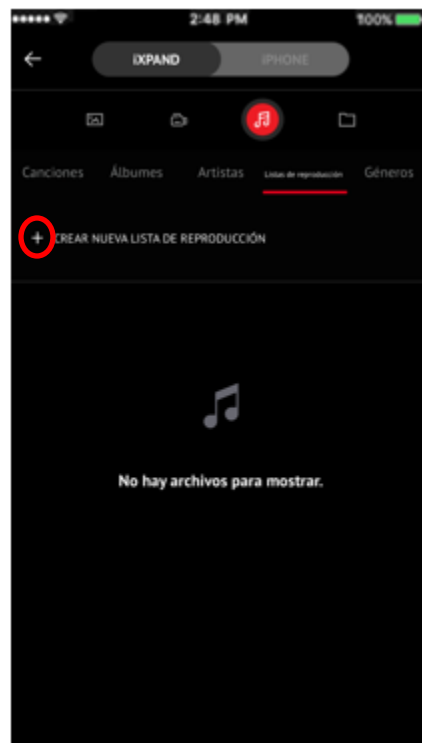 2:48 PM 100%
iXPAND IPHONE
Canciones Álbumes Artistas Listas de reproducción Géneros
+ CREAR NUEVA LISTA DE REPRODUCCIÓN
No hay archivos para mostrar.